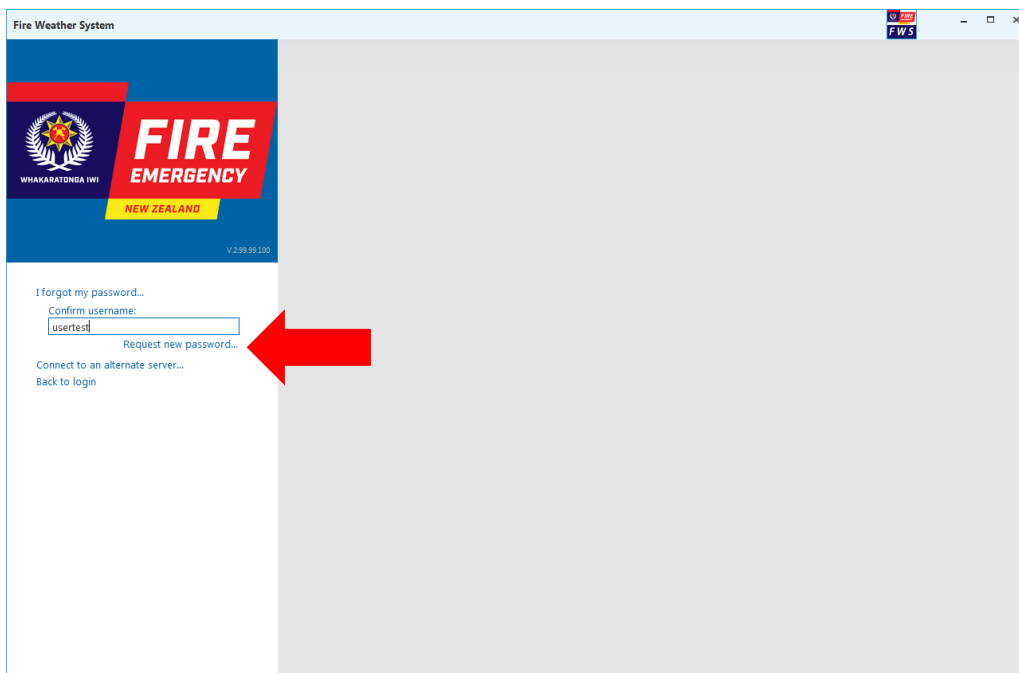 Fire Weather System
FIRE
FWS
WHAKARATONGA IWI
FIRE
EMERGENCY
NEW ZEALAND
V.2.99.99.100
I forgot my password...
Confirm username:
usertest
Request new password...
Connect to an alternate server...
Back to login